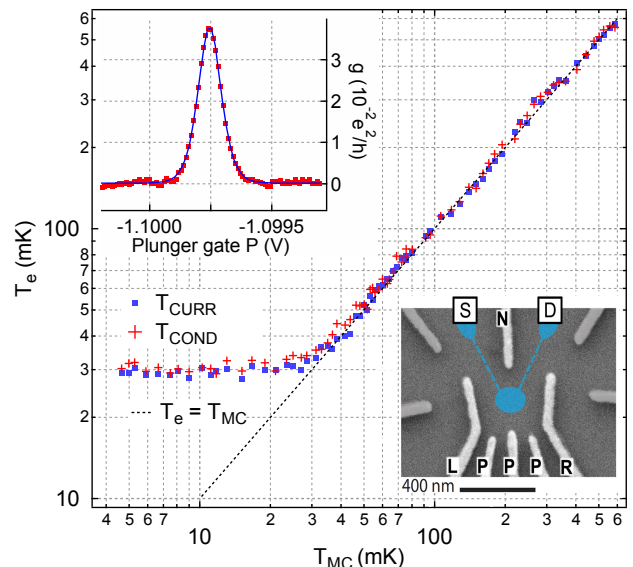 6
5
4
3
2
100
9
8
7
6
5
4
3
2
10
T_e (mK)
3
2
1
0
g (10⁻² e²/h)
-1.1000
-1.0995
Plunger gate P (V)
T_CURR
T_COND
T_e = T_MC
S
N
D
L
P
P
P
R
400 nm
4 5 6 7 10 2 3 4 5 6 7 100 2 3 4 5 6
T_MC (mK)